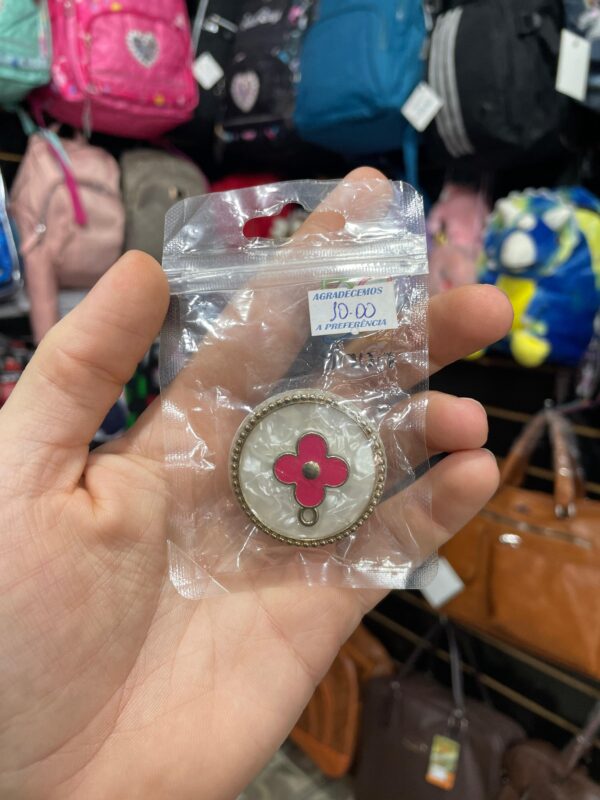 AGRADECEMOS
10.00
A PREFERÊNCIA